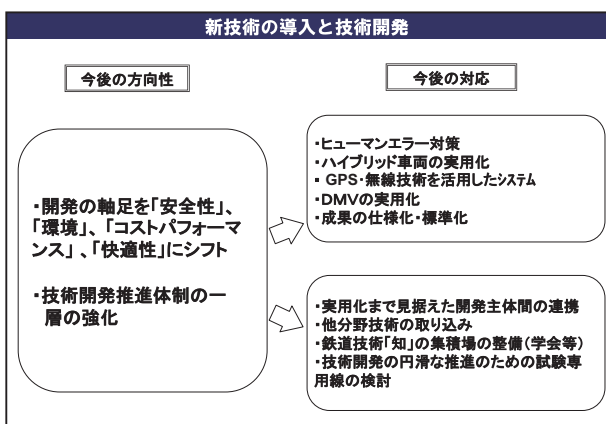 新技術の導入と技術開発
今後の方向性
今後の対応
・開発の軸足を「安全性」、
「環境」、「コストパフォーマ
ンス」、「快適性」にシフト
・技術開発推進体制の一
層の強化
・ヒューマンエラー対策
・ハイブリッド車両の実用化
・GPS・無線技術を活用したシステム
・DMVの実用化
・成果の仕様化・標準化
・実用化まで見据えた開発主体間の連携
・他分野技術の取り込み
・鉄道技術「知」の集積場の整備(学会等)
・技術開発の円滑な推進のための試験専
用線の検討